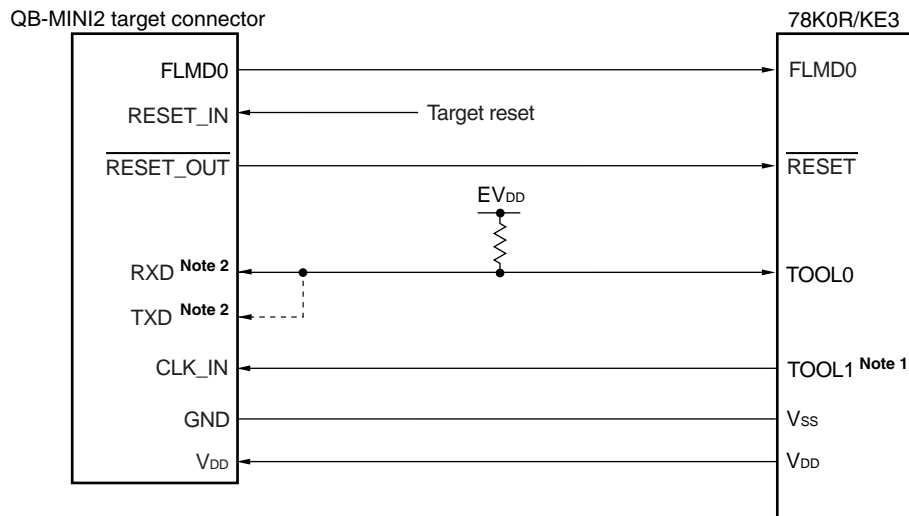 QB-MINI2 target connector
78K0R/KE3
FLMD0
FLMD0
RESET_IN
Target reset
RESET_OUT
RESET
EVDD
RXD Note 2
TOOL0
TXD Note 2
CLK_IN
TOOL1 Note 1
GND
VSS
VDD
VDD